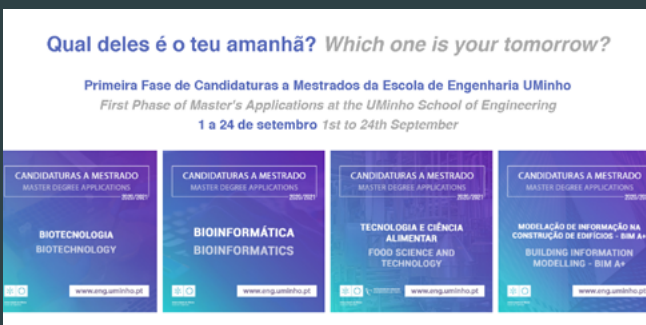 Qual deles é o teu amanhã? Which one is your tomorrow?
Primeira Fase de Candidaturas a Mestrados da Escola de Engenharia UMinho
First Phase of Master's Applications at the UMinho School of Engineering
1 a 24 de setembro 1st to 24th September
CANDIDATURAS A MESTRADO
MASTER DEGREE APPLICATIONS
2020/2021
BIOTECNOLOGIA
BIOTECHNOLOGY
www.eng.uminho.pt
CANDIDATURAS A MESTRADO
MASTER DEGREE APPLICATIONS
2020/2021
BIOINFORMÁTICA
BIOINFORMATICS
www.eng.uminho.pt
CANDIDATURAS A MESTRADO
MASTER DEGREE APPLICATIONS
2020/2021
TECNOLOGIA E CIÊNCIA
ALIMENTAR
FOOD SCIENCE AND
TECHNOLOGY
www.eng.uminho.pt
CANDIDATURAS A MESTRADO
MASTER DEGREE APPLICATIONS
MODELAÇÃO DE INFORMAÇÃO NA
CONSTRUÇÃO DE EDIFÍCIOS - BIM A+
BUILDING INFORMATION
MODELLING - BIM A+
www.eng.uminho.pt